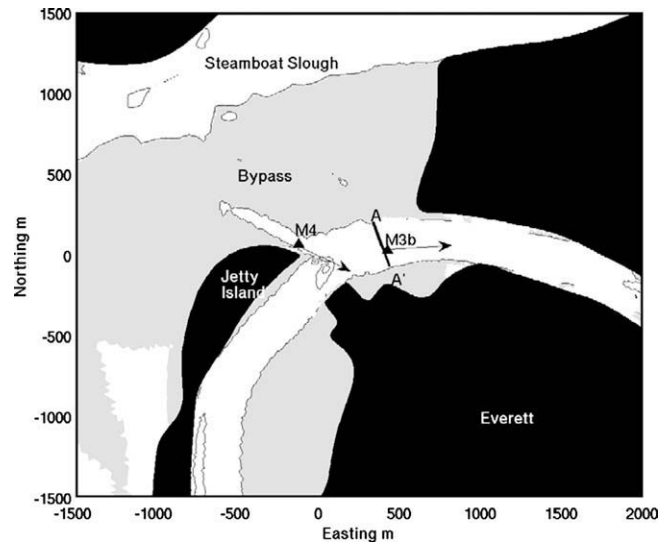 1500
Steamboat Slough
1000
500
Bypass
A
M4
M3b
0
A'
Jetty
Island
Northing m
-500
-1000
Everett
-1500
-1500 -1000 -500 0 500 1000 1500 2000
Easting m